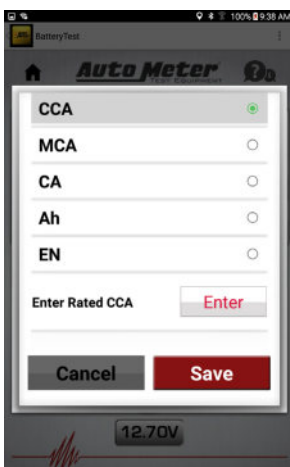 100% 9:38 AM
BatteryTest
Auto Meter
TEST EQUIPMENT
CCA
MCA
CA
Ah
EN
Enter Rated CCA
Enter
Cancel
Save
12.70V